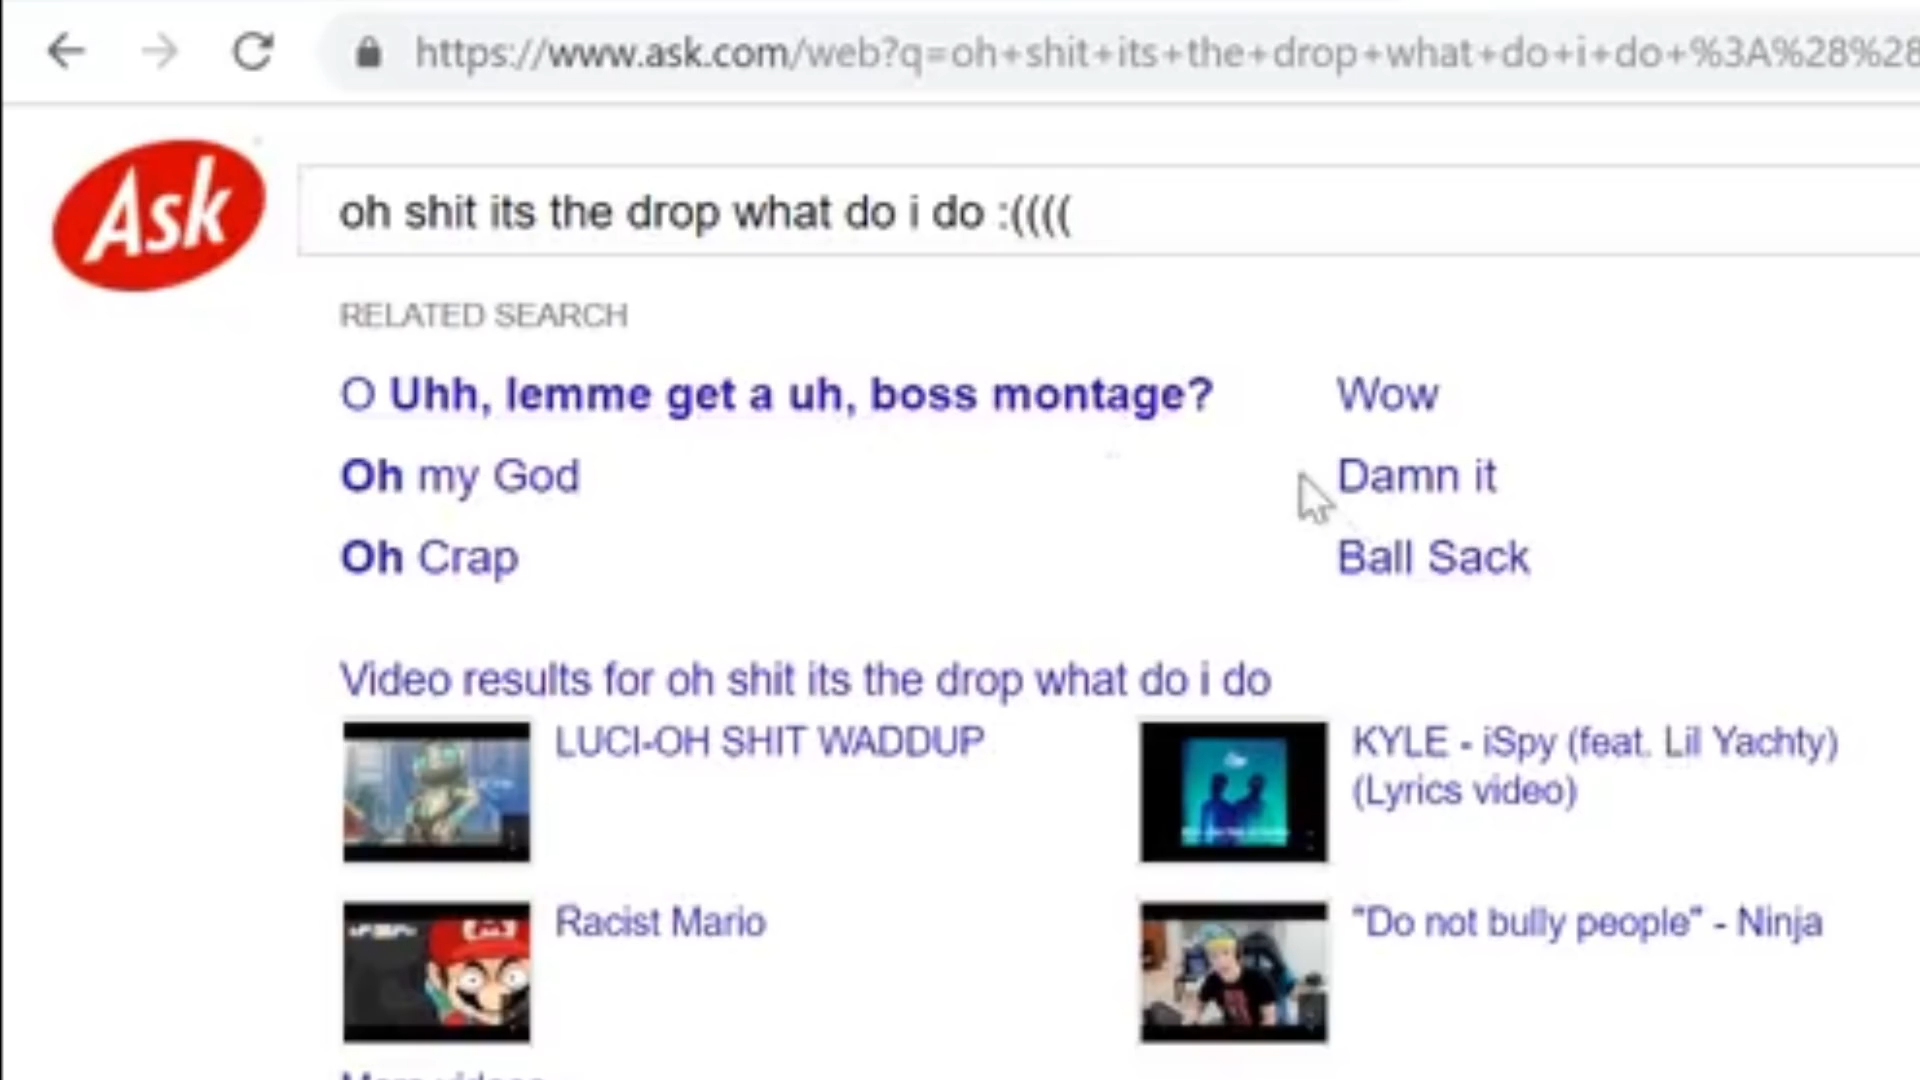 https://www.ask.com/web?q=oh+shit+its+the+drop+what+do+i+do+%3A%28%28
Ask
oh shit its the drop what do i do :((((
RELATED SEARCH
O Uhh, lemme get a uh, boss montage?
Wow
Oh my God
Damn it
Oh Crap
Ball Sack
Video results for oh shit its the drop what do i do
LUCI-OH SHIT WADDUP
KYLE - iSpy (feat. Lil Yachty)
(Lyrics video)
Racist Mario
"Do not bully people" - Ninja